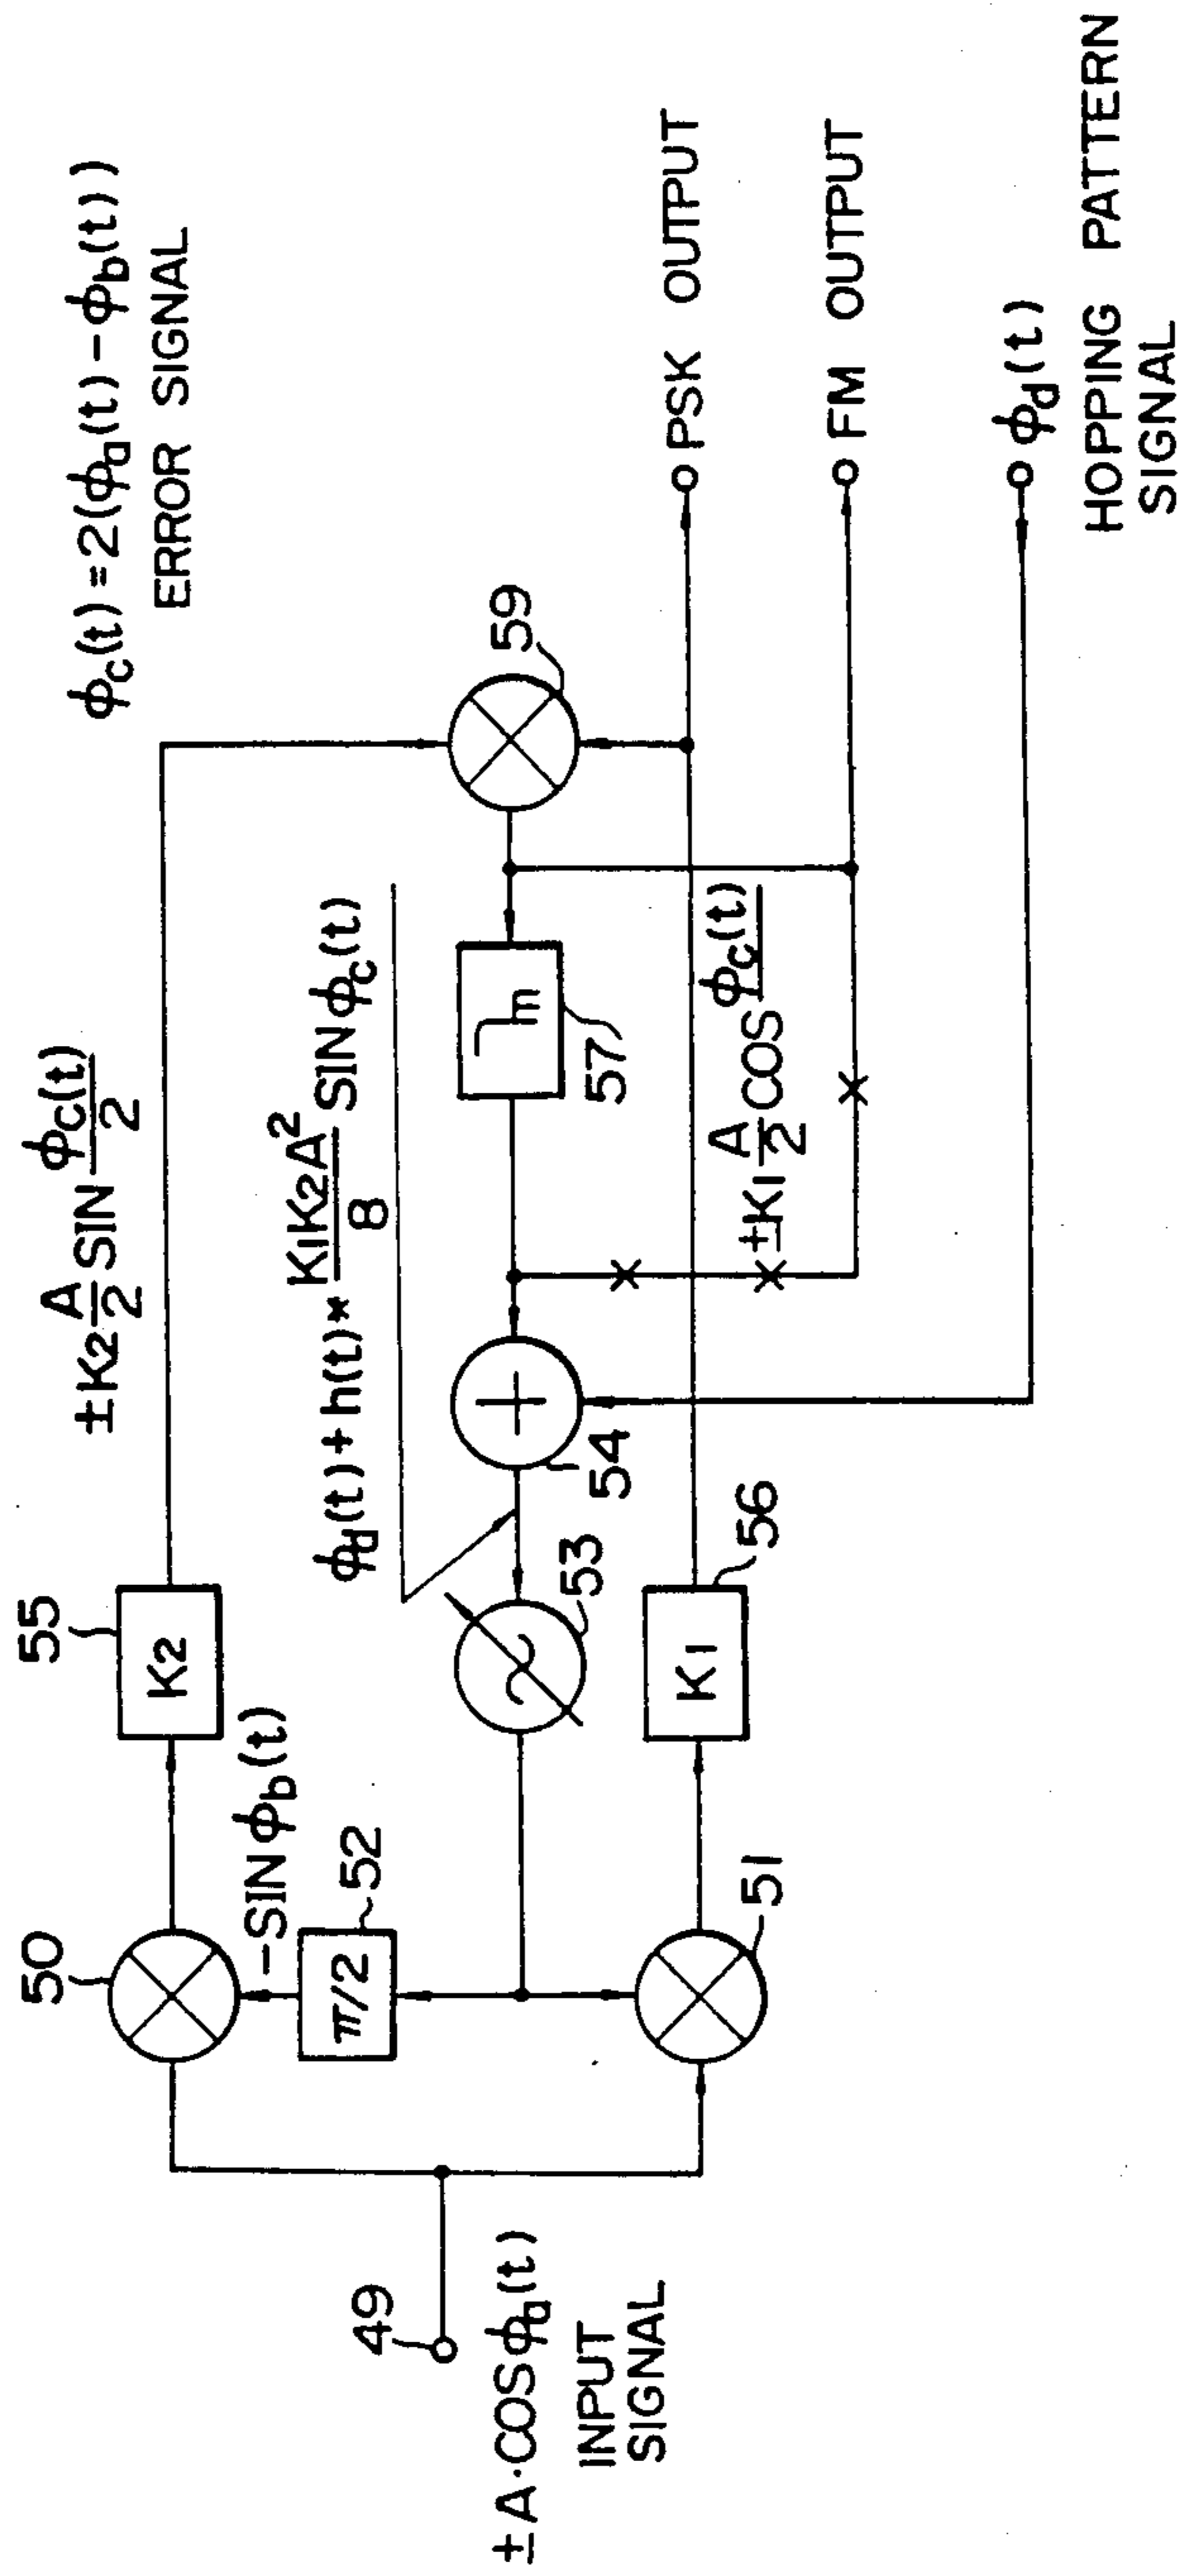 ϕc(t) = 2(ϕa(t) − ϕb(t))
ERROR SIGNAL
±K2 A/2 SIN ϕc(t)/2
55
K2
50
−SIN ϕb(t)
52
π/2
ϕd(t) + h(t)* K1K2A²/8 SIN ϕc(t)
59
57
54
53
±K1 A/2 COS ϕc(t)
56
K1
51
49
±A·COS ϕa(t)
INPUT
SIGNAL
PSK OUTPUT
FM OUTPUT
ϕd(t)
HOPPING PATTERN
SIGNAL